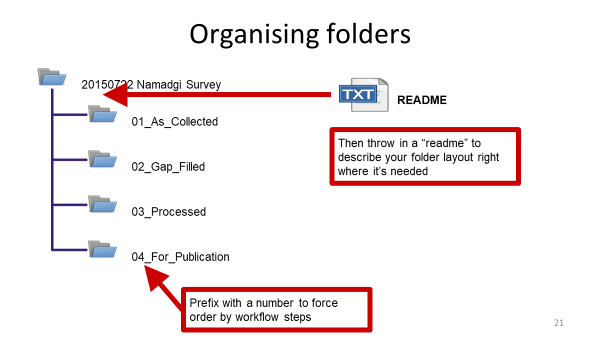 Organising folders
20150722 Namadgi Survey
TXT
README
01_As_Collected
Then throw in a “readme” to
describe your folder layout right
where it’s needed
02_Gap_Filled
03_Processed
04_For_Publication
Prefix with a number to force
order by workflow steps
21